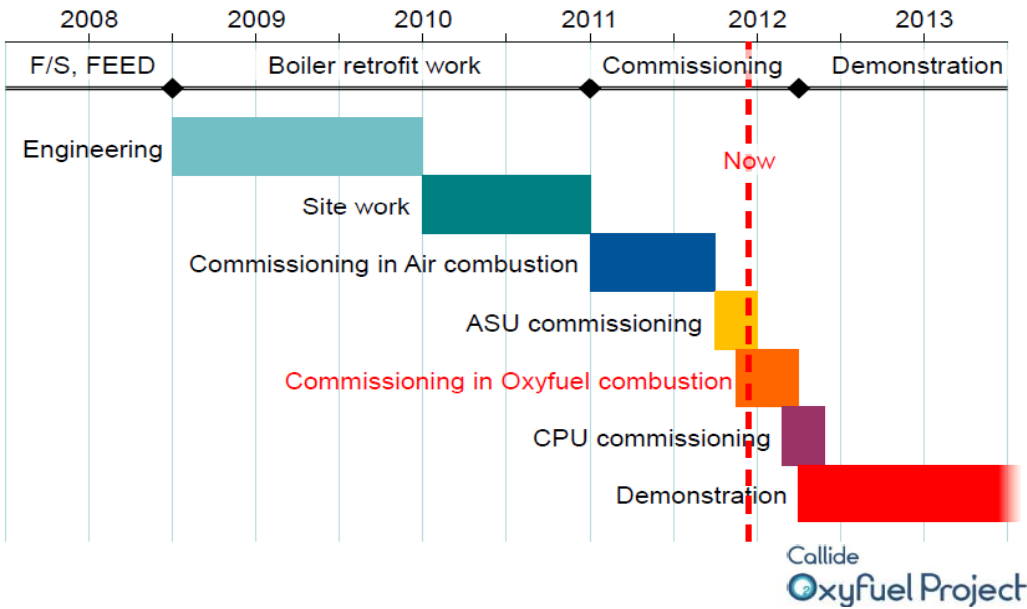 2008 2009 2010 2011 2012 2013
F/S, FEED Boiler retrofit work Commissioning Demonstration
Engineering
Now
Site work
Commissioning in Air combustion
ASU commissioning
Commissioning in Oxyfuel combustion
CPU commissioning
Demonstration
Callide
Oxyfuel Project